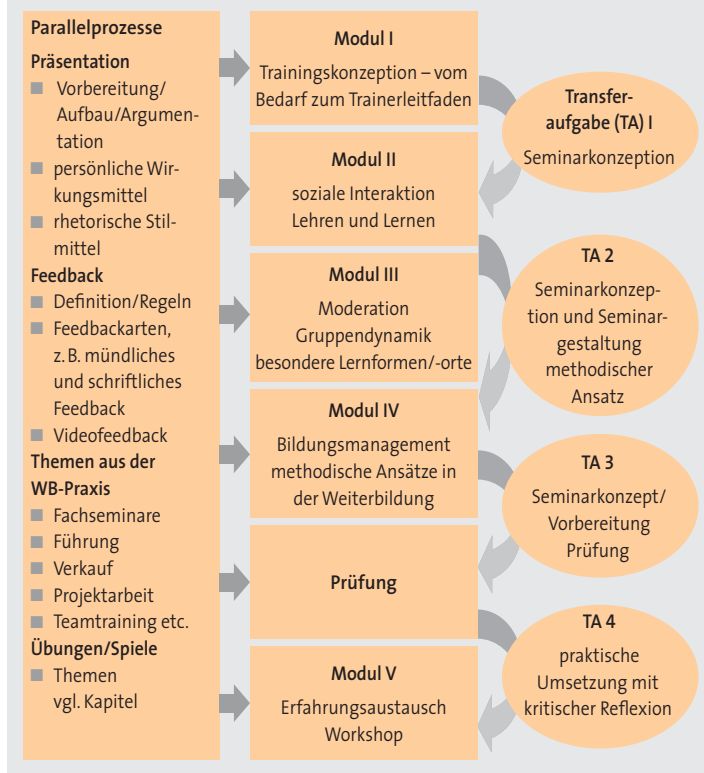 Parallelprozesse
Präsentation
■ Vorbereitung/
Aufbau/Argumen-
tation
■ persönliche Wir-
kungsmittel
■ rhetorische Stil-
mittel
Feedback
■ Definition/Regeln
■ Feedbackarten,
z. B. mündliches
und schriftliches
Feedback
■ Videofeedback
Themen aus der
WB-Praxis
■ Fachseminare
■ Führung
■ Verkauf
■ Projektarbeit
■ Teamtraining etc.
Übungen/Spiele
■ Themen
vgl. Kapitel
Modul I
Trainingskonzeption – vom
Bedarf zum Trainerleitfaden
Modul II
soziale Interaktion
Lehren und Lernen
Modul III
Moderation
Gruppendynamik
besondere Lernformen/-orte
Modul IV
Bildungsmanagement
methodische Ansätze in
der Weiterbildung
Prüfung
Modul V
Erfahrungsaustausch
Workshop
Transfer-
aufgabe (TA) I
Seminarkonzeption
TA 2
Seminarkonzep-
tion und Seminar-
gestaltung
methodischer
Ansatz
TA 3
Seminarkonzept/
Vorbereitung
Prüfung
TA 4
praktische
Umsetzung mit
kritischer Reflexion